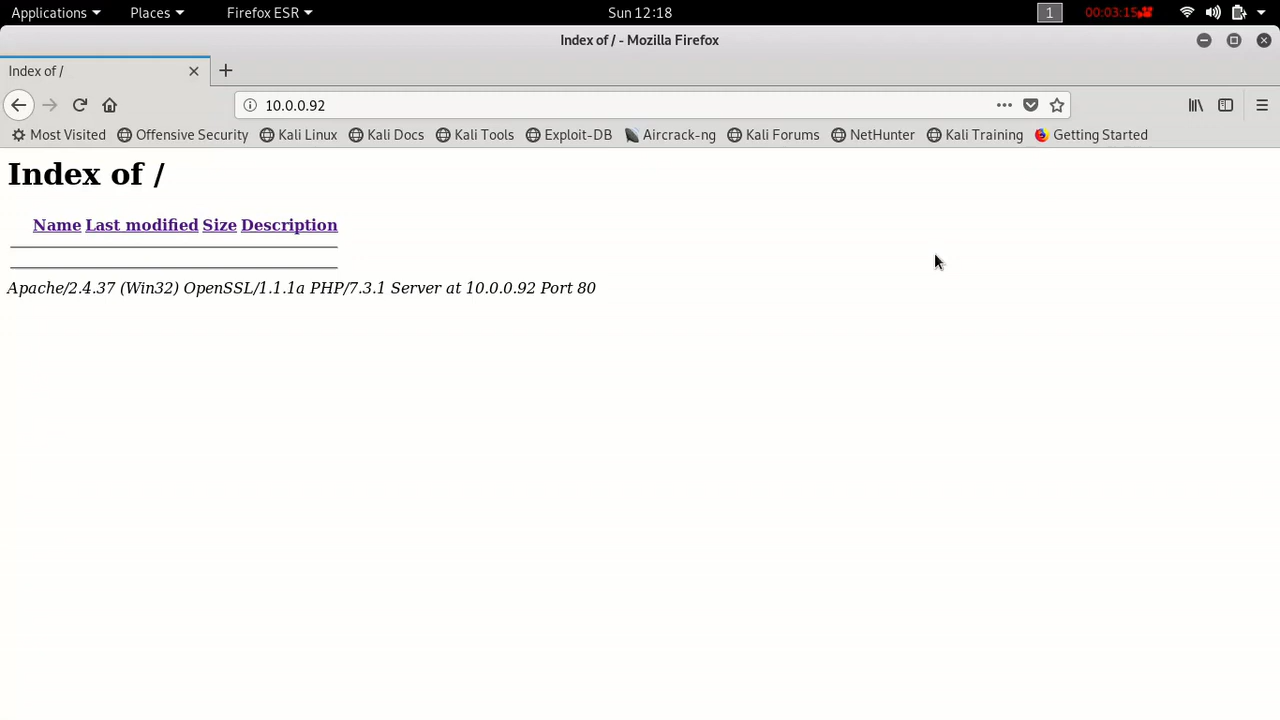 Applications Places Firefox ESR Sun 12:18 1 00:03:15
Index of / - Mozilla Firefox
Index of /
10.0.0.92
Most Visited Offensive Security Kali Linux Kali Docs Kali Tools Exploit-DB Aircrack-ng Kali Forums NetHunter Kali Training Getting Started
Index of /
Name Last modified Size Description
Apache/2.4.37 (Win32) OpenSSL/1.1.1a PHP/7.3.1 Server at 10.0.0.92 Port 80